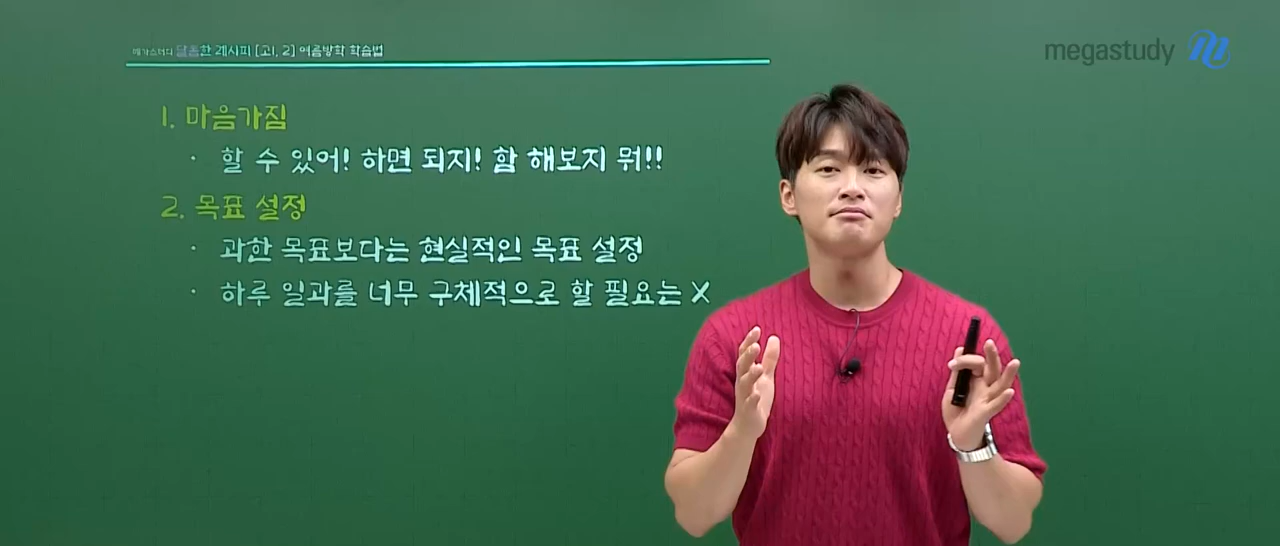 메가스터디 달콤한 레시피 [고1, 2] 여름방학 학습법
megastudy
1. 마음가짐
· 할 수 있어! 하면 되지! 함 해보지 뭐!!
2. 목표 설정
· 과한 목표보다는 현실적인 목표 설정
· 하루 일과를 너무 구체적으로 할 필요는 X